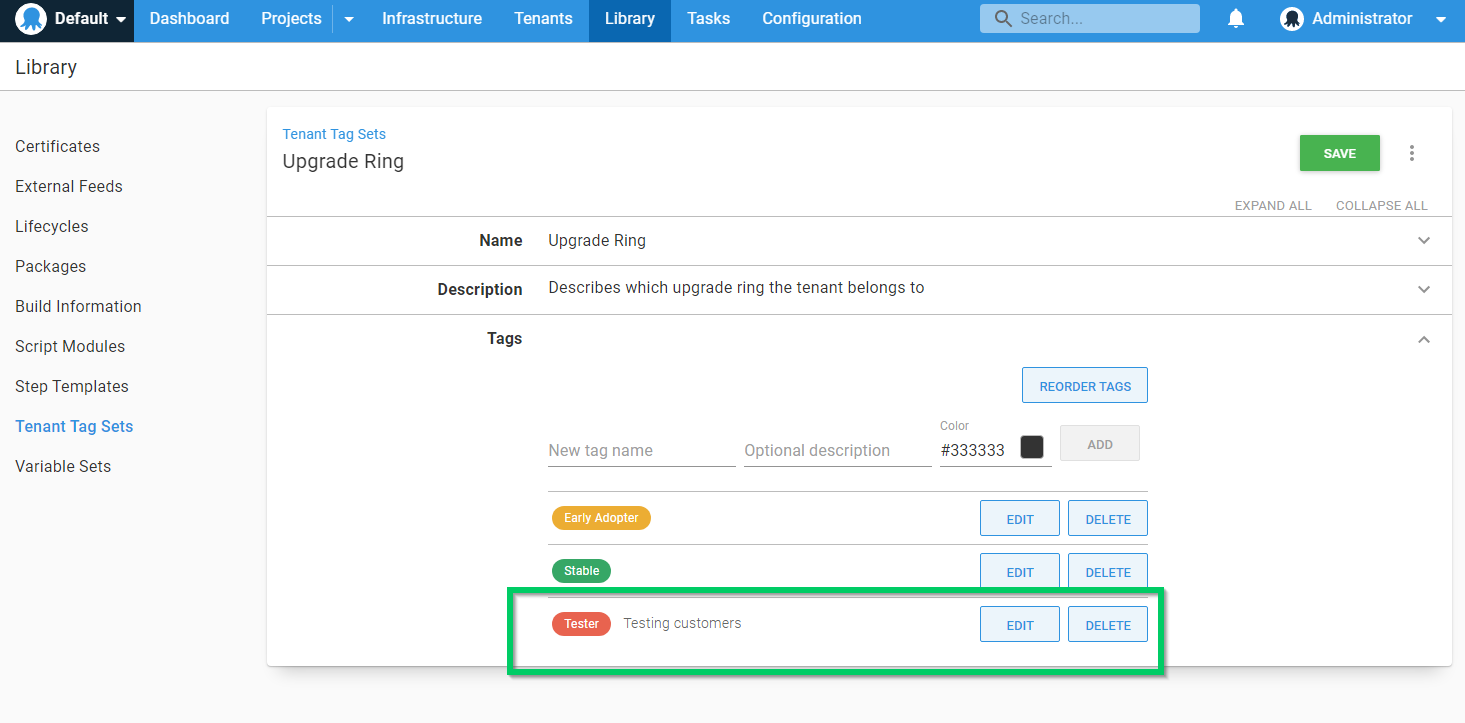 Default Dashboard Projects Infrastructure Tenants Library Tasks Configuration Search... Administrator
Library
Certificates
External Feeds
Lifecycles
Packages
Build Information
Script Modules
Step Templates
Tenant Tag Sets
Variable Sets
Tenant Tag Sets
Upgrade Ring
SAVE
EXPAND ALL COLLAPSE ALL
Name Upgrade Ring
Description Describes which upgrade ring the tenant belongs to
Tags
REORDER TAGS
Color
New tag name Optional description #333333 ADD
Early Adopter EDIT DELETE
Stable EDIT DELETE
Tester Testing customers EDIT DELETE